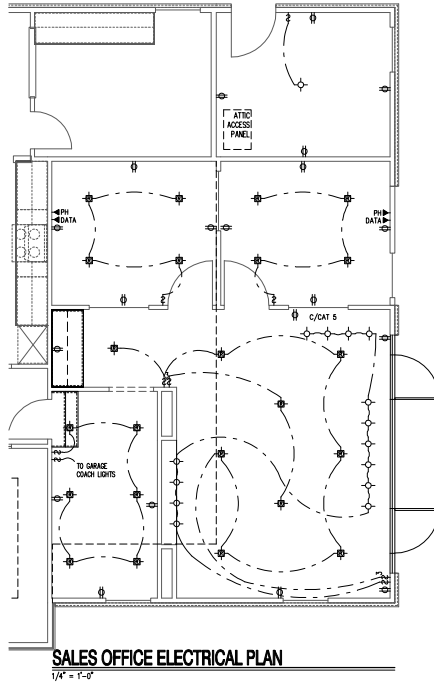 ATTIC
ACCESS
PANEL
PH
DATA
PH
DATA
C/CAT 5
TO GARAGE
COACH LIGHTS
SALES OFFICE ELECTRICAL PLAN
1/4" = 1'-0"